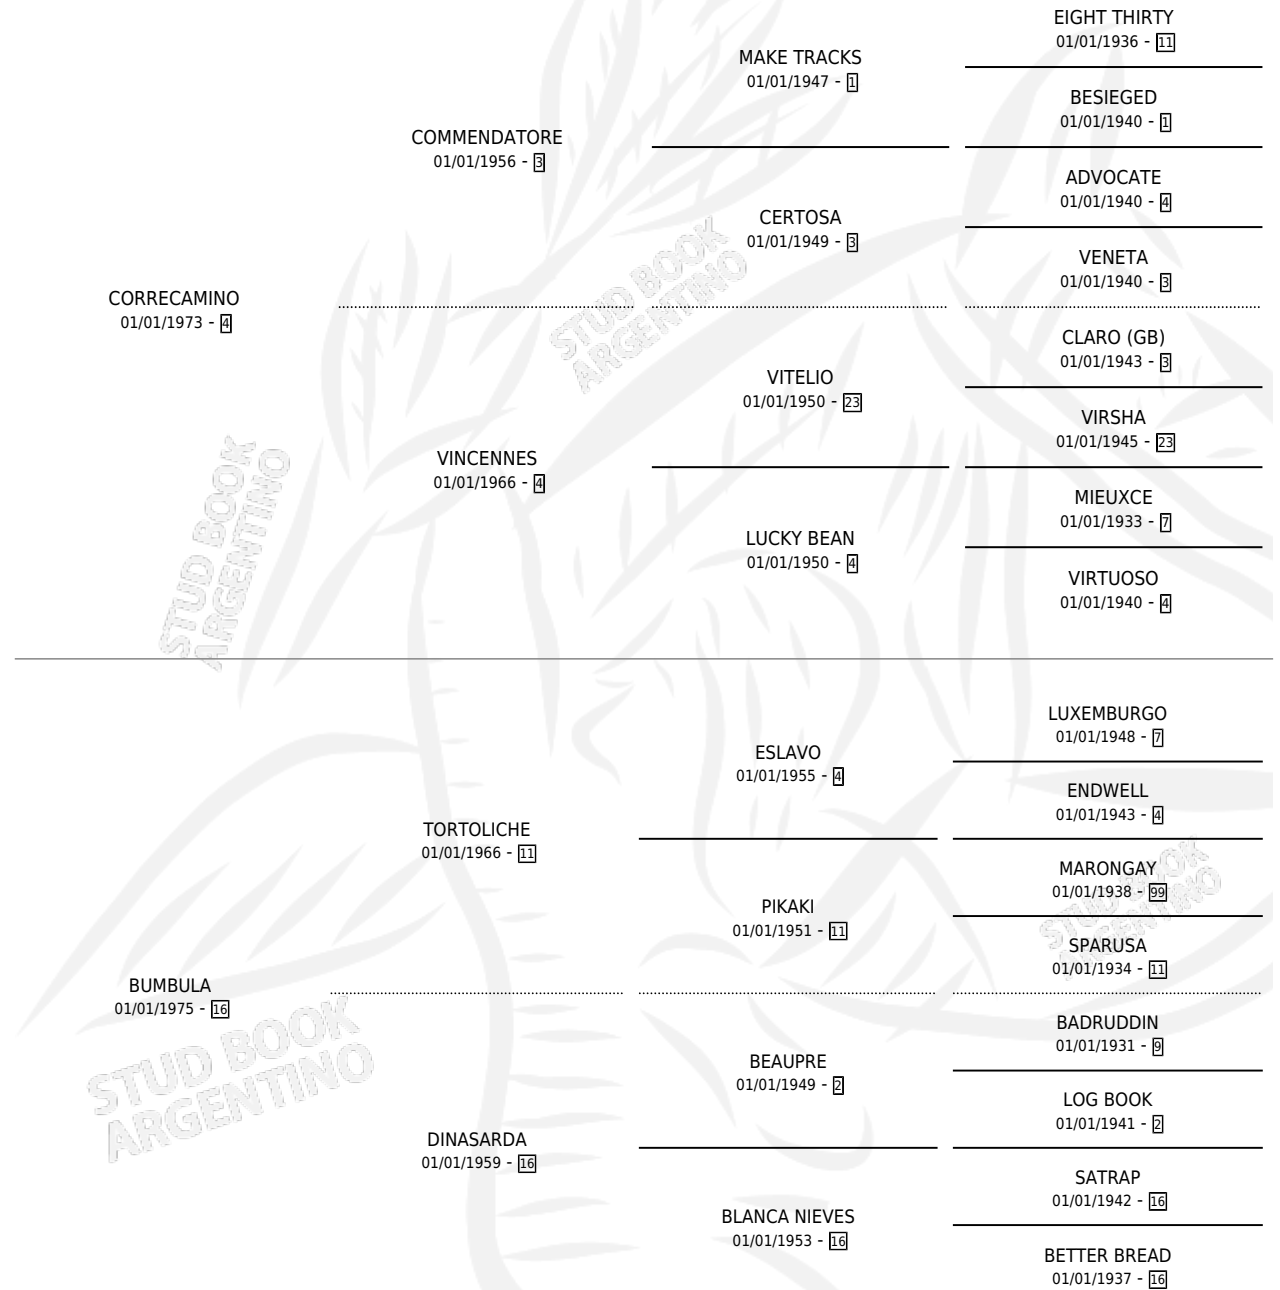 EIGHT THIRTY
01/01/1936 - 11
MAKE TRACKS
01/01/1947 - 1
BESIEGED
01/01/1940 - 1
COMMENDATORE
01/01/1956 - 3
ADVOCATE
01/01/1940 - 4
CERTOSA
01/01/1949 - 3
VENETA
01/01/1940 - 3
CORRECAMINO
01/01/1973 - 4
CLARO (GB)
01/01/1943 - 3
VITELIO
01/01/1950 - 23
VIRSHA
01/01/1945 - 23
VINCENNES
01/01/1966 - 4
MIEUXCE
01/01/1933 - 7
LUCKY BEAN
01/01/1950 - 4
VIRTUOSO
01/01/1940 - 4
STUD BOOK
ARGENTINO
STUD BOOK
ARGENTINO
LUXEMBURGO
01/01/1948 - 7
ESLAVO
01/01/1955 - 4
ENDWELL
01/01/1943 - 4
TORTOLICHE
01/01/1966 - 11
MARONGAY
01/01/1938 - 99
PIKAKI
01/01/1951 - 11
SPARUSA
01/01/1934 - 11
BUMBULA
01/01/1975 - 16
BADRUDDIN
01/01/1931 - 9
BEAUPRE
01/01/1949 - 2
LOG BOOK
01/01/1941 - 2
DINASARDA
01/01/1959 - 16
SATRAP
01/01/1942 - 16
BLANCA NIEVES
01/01/1953 - 16
BETTER BREAD
01/01/1937 - 16
STUD BOOK
ARGENTINO
STUD BOOK
ARGENTINO